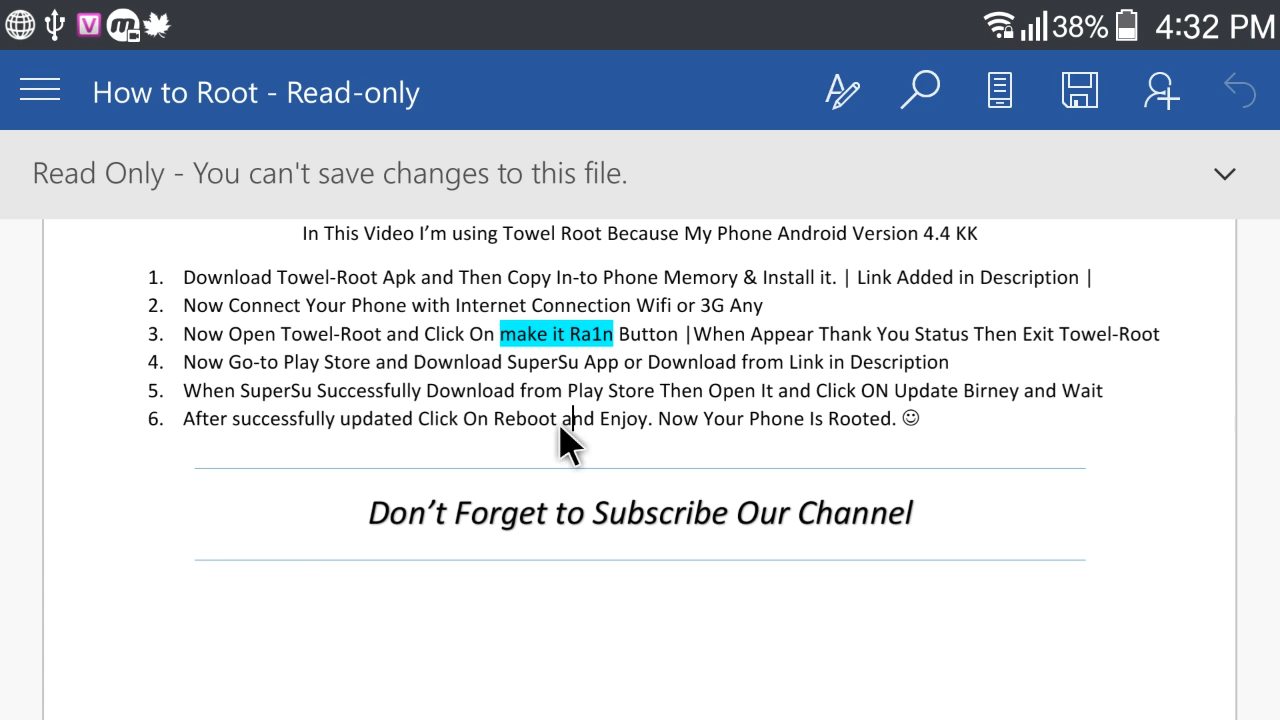 38% 4:32 PM
How to Root - Read-only
Read Only - You can't save changes to this file.
In This Video I’m using Towel Root Because My Phone Android Version 4.4 KK
1. Download Towel-Root Apk and Then Copy In-to Phone Memory & Install it. | Link Added in Description |
2. Now Connect Your Phone with Internet Connection Wifi or 3G Any
3. Now Open Towel-Root and Click On make it Ra1n Button |When Appear Thank You Status Then Exit Towel-Root
4. Now Go-to Play Store and Download SuperSu App or Download from Link in Description
5. When SuperSu Successfully Download from Play Store Then Open It and Click ON Update Birney and Wait
6. After successfully updated Click On Reboot and Enjoy. Now Your Phone Is Rooted. ☺
Don’t Forget to Subscribe Our Channel